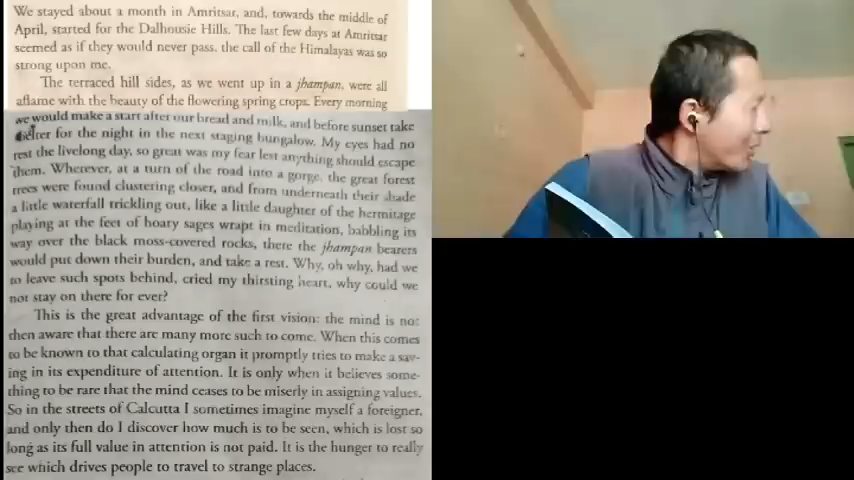 We stayed about a month in Amritsar, and, towards the middle of
April, started for the Dalhousie Hills. The last few days at Amritsar
seemed as if they would never pass, the call of the Himalayas was so
strong upon me.
The terraced hill sides, as we went up in a jhampan, were all
aflame with the beauty of the flowering spring crops. Every morning
we would make a start after our bread and milk, and before sunset take
shelter for the night in the next staging bungalow. My eyes had no
rest the livelong day, so great was my fear lest anything should escape
them. Wherever, at a turn of the road into a gorge, the great forest
trees were found clustering closer, and from underneath their shade
a little waterfall trickling out, like a little daughter of the hermitage
playing at the feet of hoary sages wrapt in meditation, babbling its
way over the black moss-covered rocks, there the jhampan bearers
would put down their burden, and take a rest. Why, oh why, had we
to leave such spots behind, cried my thirsting heart, why could we
not stay on there for ever?
This is the great advantage of the first vision: the mind is not
then aware that there are many more such to come. When this comes
to be known to that calculating organ it promptly tries to make a sav-
ing in its expenditure of attention. It is only when it believes some-
thing to be rare that the mind ceases to be miserly in assigning values.
So in the streets of Calcutta I sometimes imagine myself a foreigner,
and only then do I discover how much is to be seen, which is lost so
long as its full value in attention is not paid. It is the hunger to really
see which drives people to travel to strange places.